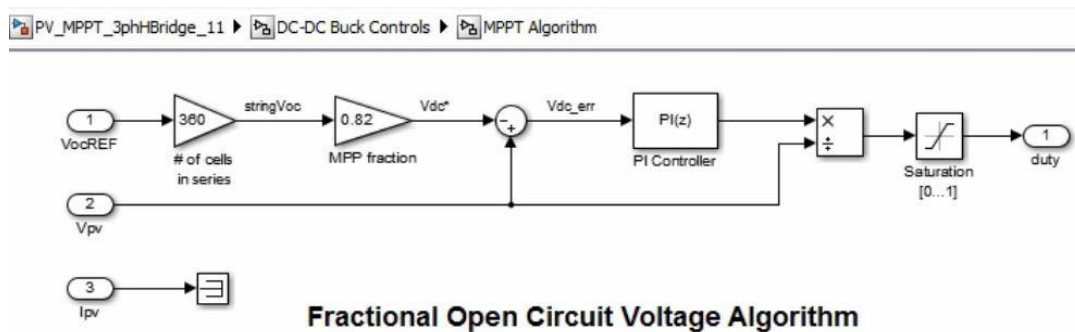 PV_MPPT_3phHBridge_11 ▶ DC-DC Buck Controls ▶ MPPT Algorithm
1
VocREF
360
# of cells
in series
stringVoc
0.82
MPP fraction
Vdc*
- +
Vdc_err
PI(z)
PI Controller
×
÷
Saturation
[0...1]
1
duty
2
Vpv
3
Ipv
Fractional Open Circuit Voltage Algorithm